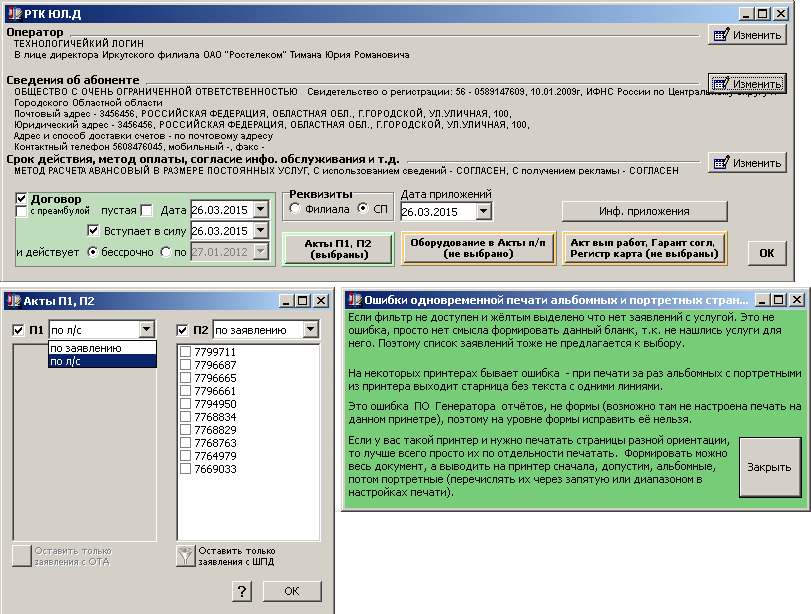 РТК ЮЛ.Д
Оператор
Изменить
ТЕХНОЛОГИЧЕЙКИЙ ЛОГИН
В лице директора Иркутского филиала ОАО "Ростелеком" Тимана Юрия Романовича
Сведения об абоненте
Изменить
ОБЩЕСТВО С ОЧЕНЬ ОГРАНИЧЕННОЙ ОТВЕТСТВЕННОСТЬЮ Свидетельство о регистрации: 56 - 0589147609, 10.01.2009г, ИФНС России по Центральному округу г.
Городского Областной области
Почтовый адрес - 3456456, РОССИЙСКАЯ ФЕДЕРАЦИЯ, ОБЛАСТНАЯ ОБЛ., Г.ГОРОДСКОЙ, УЛ.УЛИЧНАЯ, 100,
Юридический адрес - 3456456, РОССИЙСКАЯ ФЕДЕРАЦИЯ, ОБЛАСТНАЯ ОБЛ., Г.ГОРОДСКОЙ, УЛ.УЛИЧНАЯ, 100,
Адрес и способ доставки счетов - по почтовому адресу
Контактный телефон 5608476045, мобильный -, факс -
Срок действия, метод оплаты, согласие инфо. обслуживания и т.д.
Изменить
МЕТОД РАСЧЕТА АВАНСОВЫЙ В РАЗМЕРЕ ПОСТОЯННЫХ УСЛУГ, С использованием сведений - СОГЛАСЕН, С получением рекламы - СОГЛАСЕН
Договор
с преамбулой пустая Дата 26.03.2015
Вступает в силу 26.03.2015
и действует бессрочно по 27.01.2012
Реквизиты
Филиала СП
Дата приложений
26.03.2015
Инф. приложения
Акты П1, П2
(выбраны)
Оборудование в Акты п/п
(не выбрано)
Акт вып работ, Гарант согл,
Регистр карта (не выбраны)
ОК
Акты П1, П2
П1 по л/с
по заявлению
по л/с
П2 по заявлению
7799711
7796687
7796665
7796661
7794950
7768834
7768829
7768763
7764979
7669033
Оставить только
заявления с ОТА
Оставить только
заявления с ШПД
?
ОК
Ошибки одновременной печати альбомных и портретных стран...
Если фильтр не доступен и жёлтым выделено что нет заявлений с услугой. Это не
ошибка, просто нет смысла формировать данный бланк, т.к. не нашлись услуги для
него. Поэтому список заявлений тоже не предлагается к выбору.
На некоторых принтерах бывает ошибка - при печати за раз альбомных с портретными
из принтера выходит старница без текста с одними линиями.
Это ошибка ПО Генератора отчётов, не формы (возможно там не настроена печать на
данном принетре), поэтому на уровне формы исправить её нельзя.
Если у вас такой принтер и нужно печатать страницы разной ориентации,
то лучше всего просто их по отдельности печатать. Формировать можно
весь документ, а выводить на принтер сначала, допустим, альбомные,
потом портретные (перечислять их через запятую или диапазоном в
настройках печати).
Закрыть